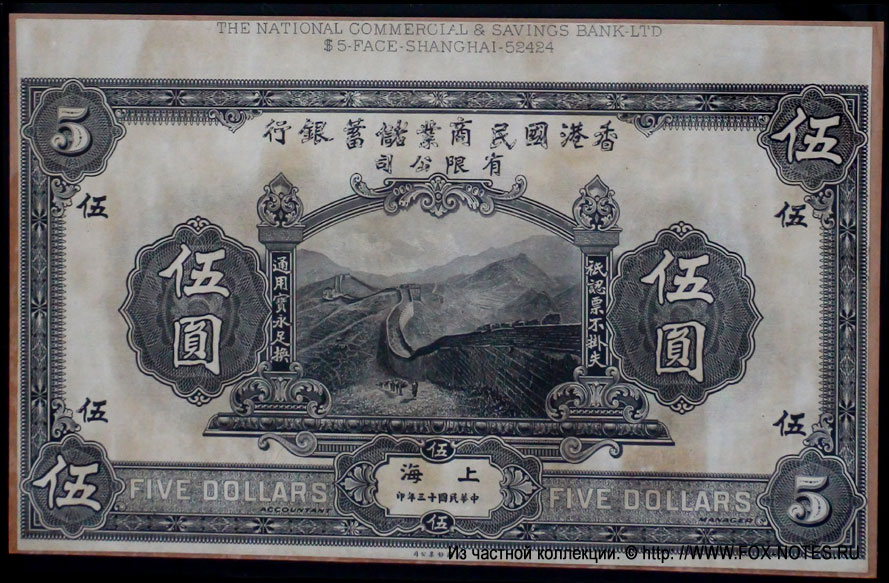 THE NATIONAL COMMERCIAL & SAVINGS BANK-LTD
$5-FACE-SHANGHAI-52424
5
伍
行銀蓄儲業商民國港香
司公限有
伍
伍
伍圓
通用寶永足換
祇認票不掛失
伍圓
伍
伍
伍
伍
海上
中華民國十三年印
伍
FIVE DOLLARS
FIVE DOLLARS
ACCOUNTANT
MANAGER
5
Из частной коллекции. © http://WWW.FOX-NOTES.RU